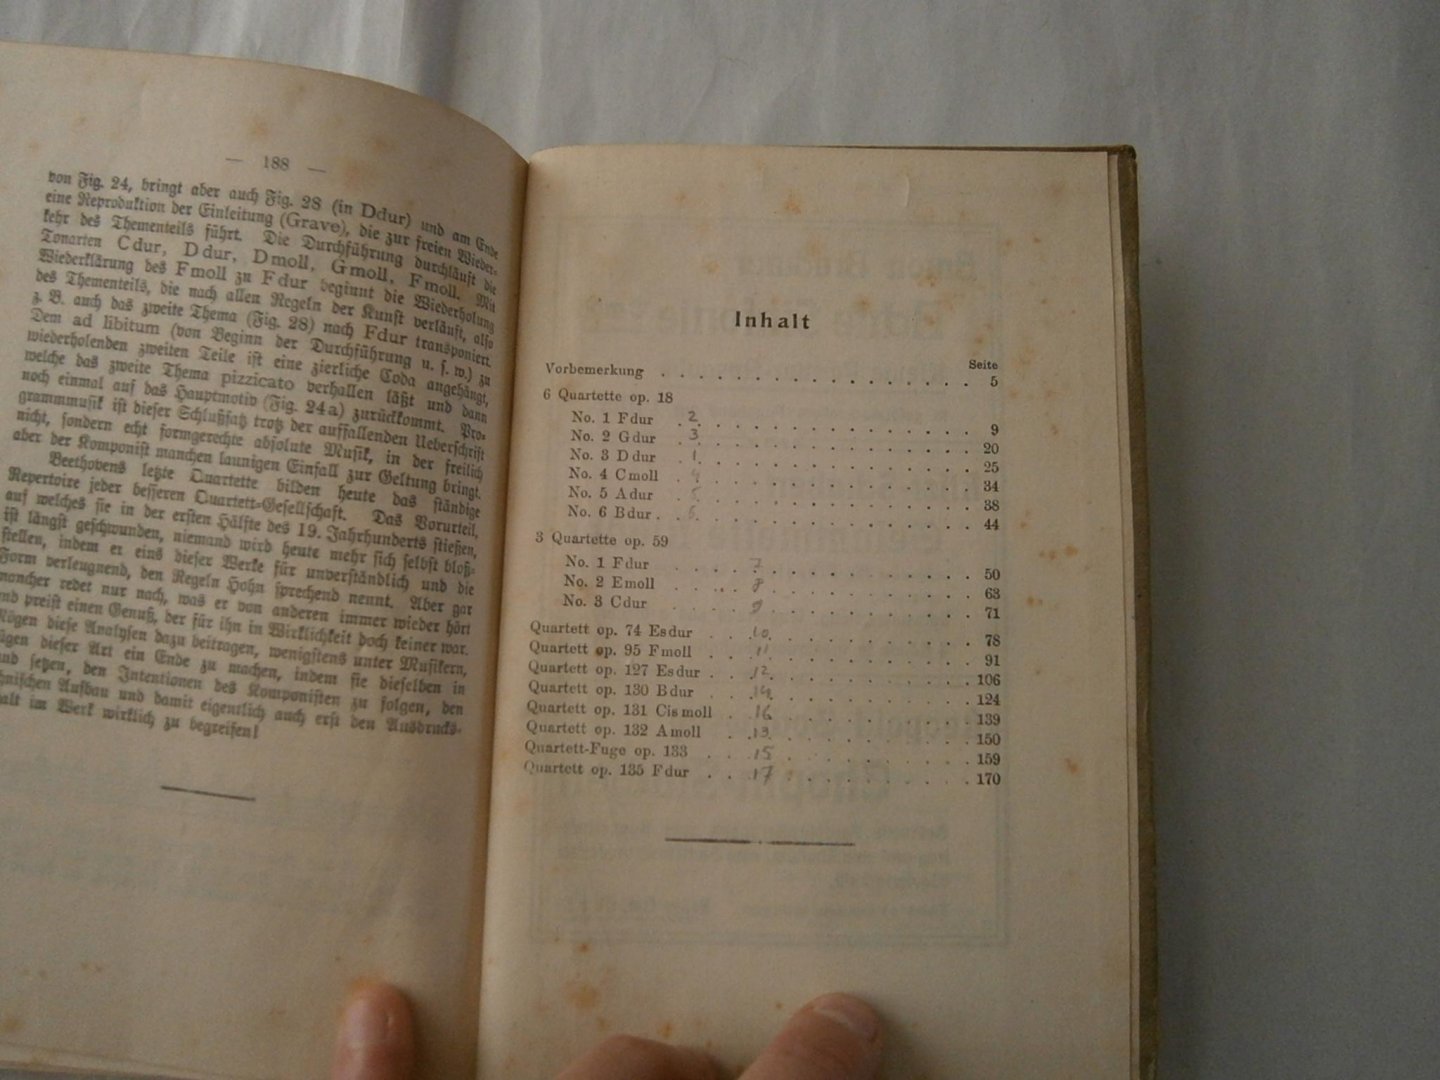 — 188 —
von Fig. 24, bringt aber auch Fig. 28 (in Ddur) und am Ende
eine Reproduktion der Einleitung (Grave), die zur freien Wieder-
kehr des Thementeils führt. Die Durchführung durchläuft die
Tonarten Cdur, Ddur, Dmoll, Gmoll, Fmoll. Mit
Wiederklärung des Fmoll zu Fdur beginnt die Wiederholung
des Thementeils, die nach allen Regeln der Kunst verläuft, also
z. B. auch das zweite Thema (Fig. 28) nach Fdur transponiert.
Dem ad libitum (von Beginn der Durchführung u. s. w.) zu
wiederholenden zweiten Teile ist eine zierliche Coda angehängt,
welche das zweite Thema pizzicato verhallen läßt und dann
noch einmal auf das Hauptmotiv (Fig. 24a) zurückkommt. Pro-
grammmusik ist dieser Schlußsatz trotz der auffallenden Ueberschrift
nicht, sondern echt formgerechte absolute Musik, in der freilich
aber der Komponist manchen launigen Einfall zur Geltung bringt.
Beethovens letzte Quartette bilden heute das ständige
Repertoire jeder besseren Quartett-Gesellschaft. Das Vorurteil,
auf welches sie in der ersten Hälfte des 19. Jahrhunderts stießen,
ist längst geschwunden, niemand wird heute mehr sich selbst bloß-
stellen, indem er eins dieser Werke für unverständlich und die
Form verleugnend, den Regeln Hohn sprechend nennt. Aber gar
mancher redet nur nach, was er von anderen immer wieder hört
nd preist einen Genuß, der für ihn in Wirklichkeit doch keiner war.
Mögen diese Analysen dazu beitragen, wenigstens unter Musikern,
ügen dieser Art ein Ende zu machen, indem sie dieselben in
and setzen, den Intentionen des Komponisten zu folgen, den
hnischen Aufbau und damit eigentlich auch erst den Ausdrucks-
alt im Werk wirklich zu begreifen!
Inhalt
Seite
Vorbemerkung . . . . . . . . . . . . . . . . 5
6 Quartette op. 18
No. 1 Fdur . 2 . . . . . . . . . . . . . 9
No. 2 Gdur . 3 . . . . . . . . . . . . . 20
No. 3 Ddur . 1 . . . . . . . . . . . . . 25
No. 4 Cmoll . 4 . . . . . . . . . . . . . 34
No. 5 Adur . 5 . . . . . . . . . . . . . 38
No. 6 Bdur . 6 . . . . . . . . . . . . . 44
3 Quartette op. 59
No. 1 Fdur . . . . 7 . . . . . . . . . . . 50
No. 2 Emoll . . . . 8 . . . . . . . . . . . 63
No. 3 Cdur . . . . 9 . . . . . . . . . . . 71
Quartett op. 74 Esdur . . 10 . . . . . . . . . . . 78
Quartett op. 95 Fmoll . . 11 . . . . . . . . . . . 91
Quartett op. 127 Esdur . . 12 . . . . . . . . . . . 106
Quartett op. 130 Bdur . . 14 . . . . . . . . . . . 124
Quartett op. 131 Cismoll . . 16 . . . . . . . . . . . 139
Quartett op. 132 Amoll . . 13 . . . . . . . . . . . 150
Quartett-Fuge op. 133 . . 15 . . . . . . . . . . . 159
Quartett op. 135 Fdur . . 17 . . . . . . . . . . . 170